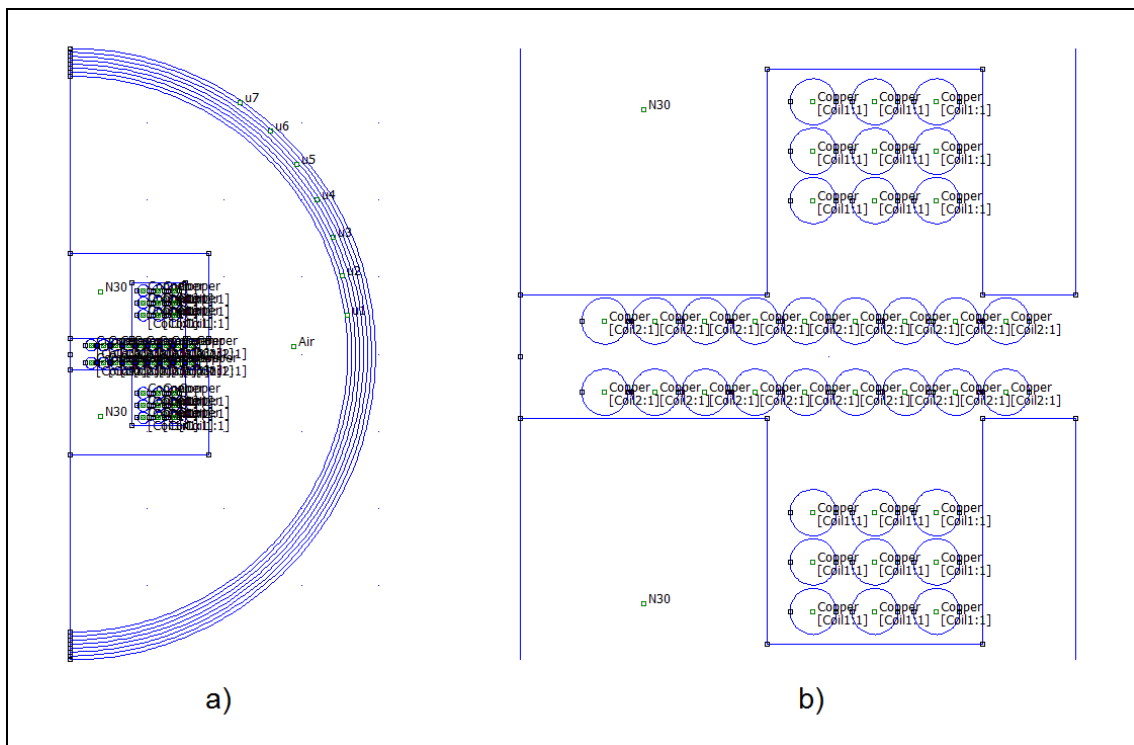 u7
u6
u5
u4
u3
u2
N30
u1
Air
N30
a)
N30
Copper Copper Copper
[Coil1:1] [Coil1:1] [Coil1:1]
Copper Copper Copper
[Coil1:1] [Coil1:1] [Coil1:1]
Copper Copper Copper
[Coil1:1] [Coil1:1] [Coil1:1]
Copper Copper Copper Copper Copper Copper Copper Copper Copper
[Coil2:1] [Coil2:1] [Coil2:1] [Coil2:1] [Coil2:1] [Coil2:1] [Coil2:1] [Coil2:1] [Coil2:1]
Copper Copper Copper Copper Copper Copper Copper Copper Copper
[Coil2:1] [Coil2:1] [Coil2:1] [Coil2:1] [Coil2:1] [Coil2:1] [Coil2:1] [Coil2:1] [Coil2:1]
Copper Copper Copper
[Coil1:1] [Coil1:1] [Coil1:1]
Copper Copper Copper
[Coil1:1] [Coil1:1] [Coil1:1]
N30
Copper Copper Copper
[Coil1:1] [Coil1:1] [Coil1:1]
b)